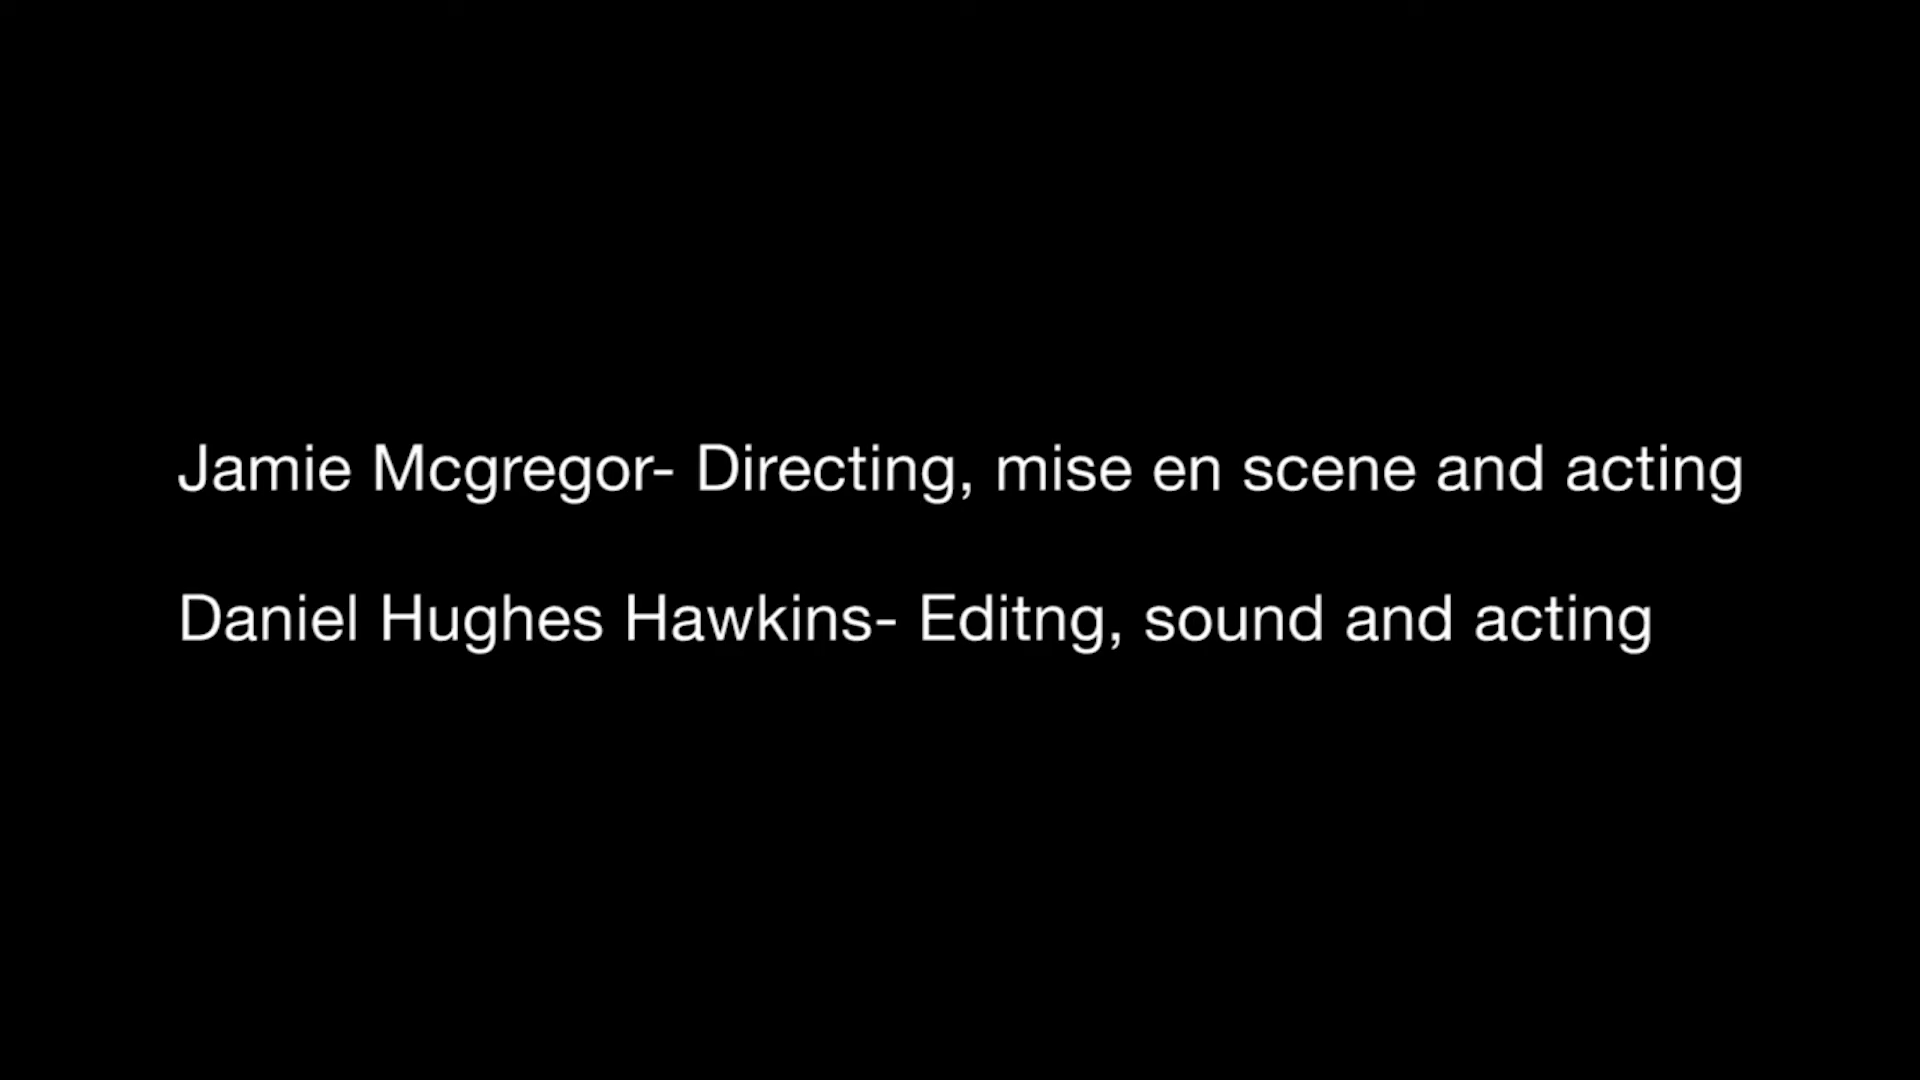 Jamie Mcgregor- Directing, mise en scene and acting
Daniel Hughes Hawkins- Editng, sound and acting